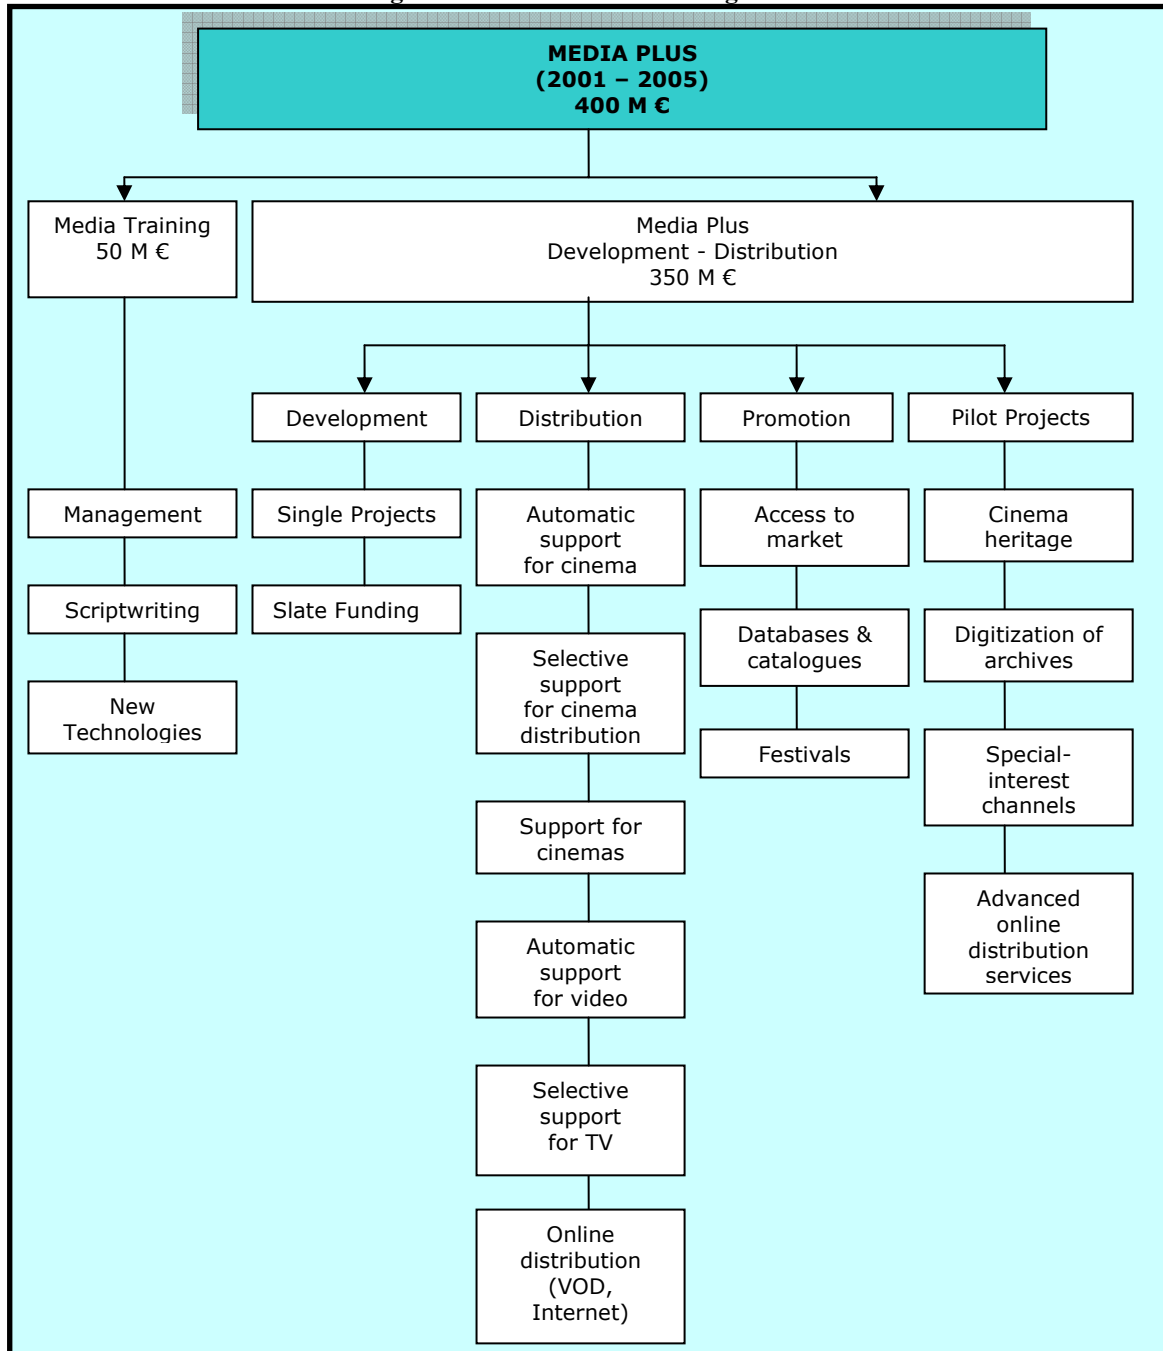 MEDIA PLUS
(2001 – 2005)
400 M €
Media Training
50 M €
Media Plus
Development - Distribution
350 M €
Development
Distribution
Promotion
Pilot Projects
Management
Scriptwriting
New
Technologies
Single Projects
Slate Funding
Automatic
support
for cinema
Selective
support
for cinema
distribution
Support for
cinemas
Automatic
support
for video
Selective
support
for TV
Online
distribution
(VOD,
Internet)
Access to
market
Databases &
catalogues
Festivals
Cinema
heritage
Digitization of
archives
Special-
interest
channels
Advanced
online
distribution
services